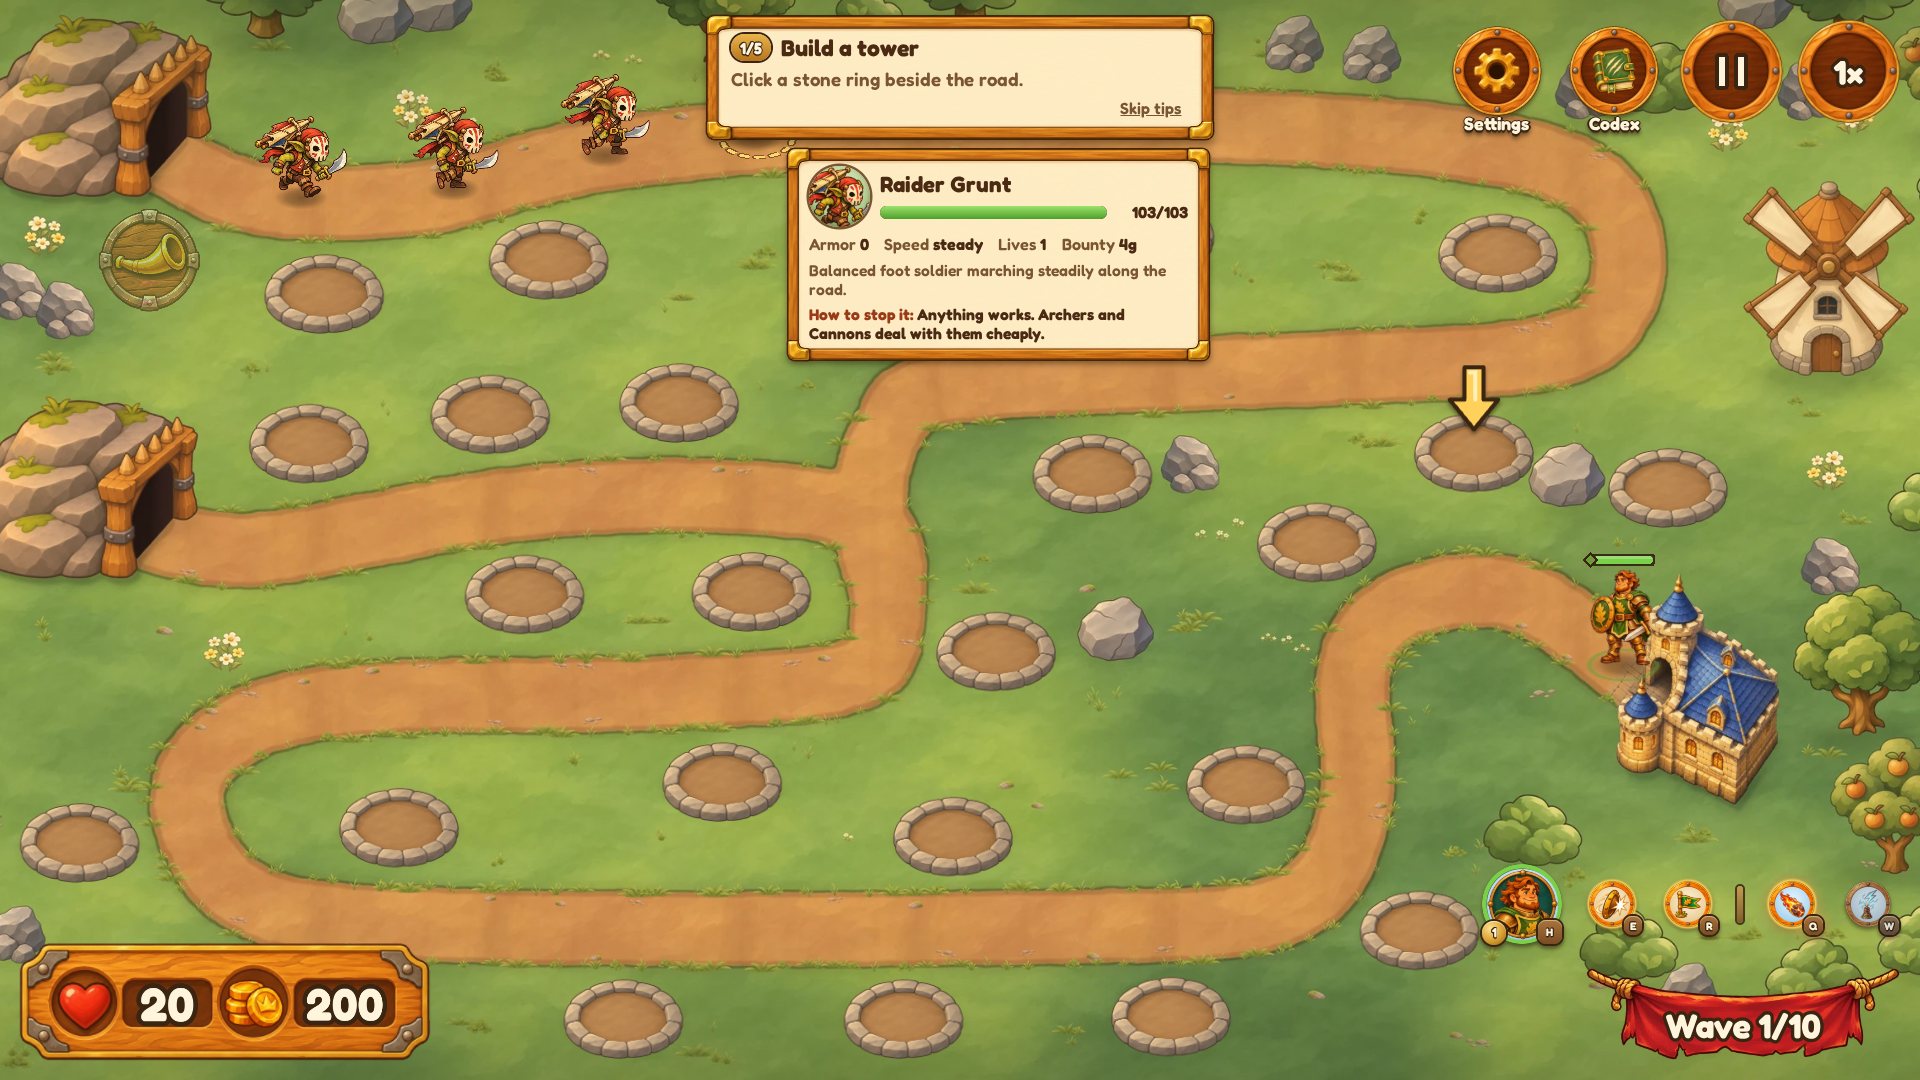 1/5 Build a tower
Click a stone ring beside the road.
Skip tips
Settings
Codex
1x
Raider Grunt
103/103
Armor 0 Speed steady Lives 1 Bounty 4g
Balanced foot soldier marching steadily along the
road.
How to stop it: Anything works. Archers and
Cannons deal with them cheaply.
1 H E R Q W
20 200
Wave 1/10